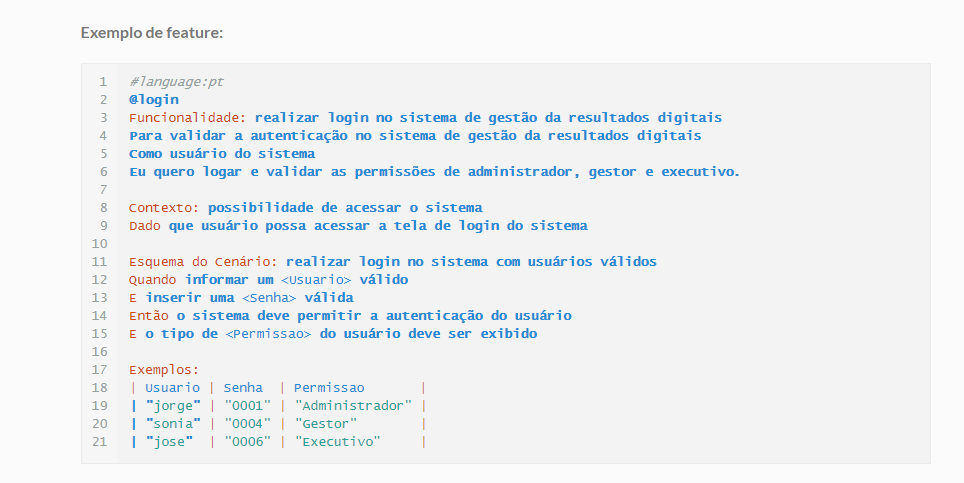 Exemplo de feature:
1 #language:pt
2 @login
3 Funcionalidade: realizar login no sistema de gestão da resultados digitais
4 Para validar a autenticação no sistema de gestão da resultados digitais
5 Como usuário do sistema
6 Eu quero logar e validar as permissões de administrador, gestor e executivo.
7
8 Contexto: possibilidade de acessar o sistema
9 Dado que usuário possa acessar a tela de login do sistema
10
11 Esquema do Cenário: realizar login no sistema com usuários válidos
12 Quando informar um <Usuario> válido
13 E inserir uma <Senha> válida
14 Então o sistema deve permitir a autenticação do usuário
15 E o tipo de <Permissao> do usuário deve ser exibido
16
17 Exemplos:
18 | Usuario | Senha  | Permissao       |
19 | "jorge" | "0001" | "Administrador" |
20 | "sonia" | "0004" | "Gestor"        |
21 | "jose"  | "0006" | "Executivo"     |